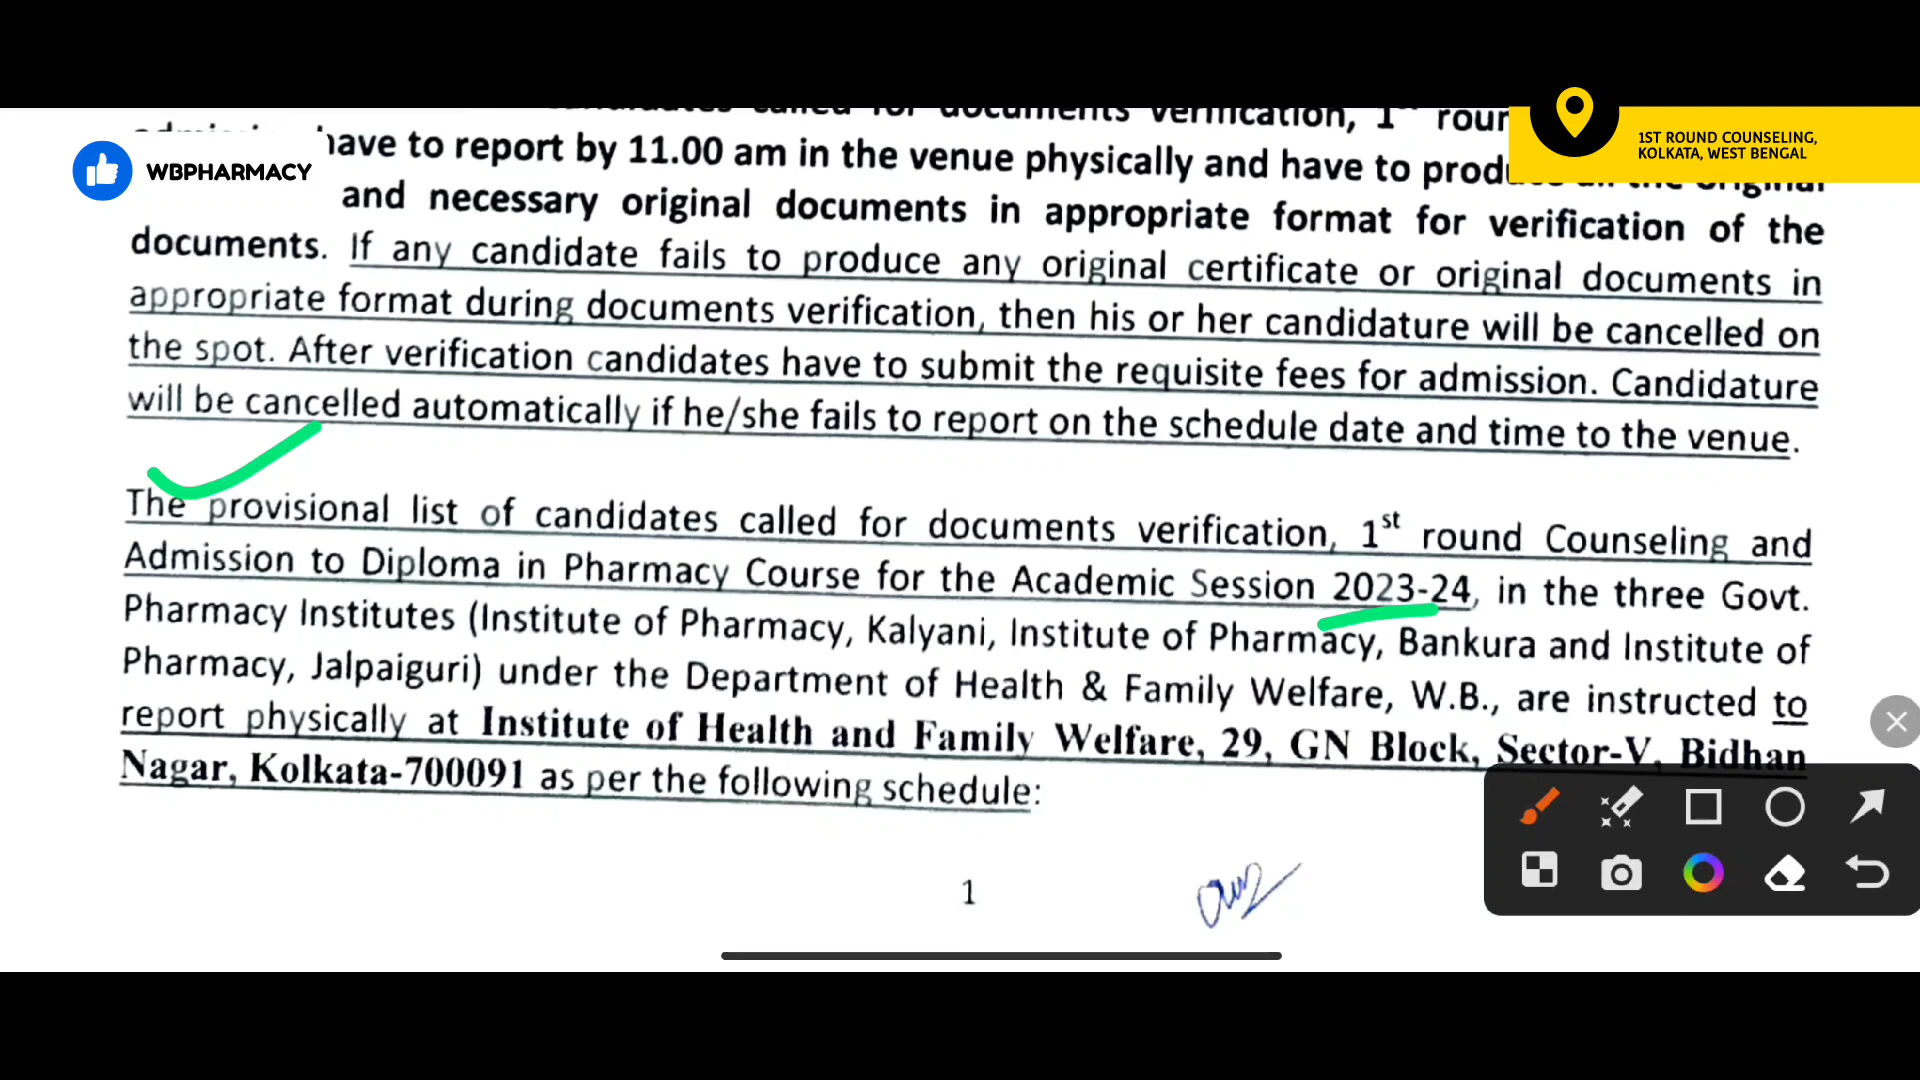 candidates called for documents verification, 1st roun
have to report by 11.00 am in the venue physically and have to produ
and necessary original documents in appropriate format for verification of the
documents. If any candidate fails to produce any original certificate or original documents in
appropriate format during documents verification, then his or her candidature will be cancelled on
the spot. After verification candidates have to submit the requisite fees for admission. Candidature
will be cancelled automatically if he/she fails to report on the schedule date and time to the venue.
The provisional list of candidates called for documents verification, 1st round Counseling and
Admission to Diploma in Pharmacy Course for the Academic Session 2023-24, in the three Govt.
Pharmacy Institutes (Institute of Pharmacy, Kalyani, Institute of Pharmacy, Bankura and Institute of
Pharmacy, Jalpaiguri) under the Department of Health & Family Welfare, W.B., are instructed to
report physically at Institute of Health and Family Welfare, 29, GN Block, Sector-V, Bidhan
Nagar, Kolkata-700091 as per the following schedule:
1
WBPHARMACY
1ST ROUND COUNSELING,
KOLKATA, WEST BENGAL